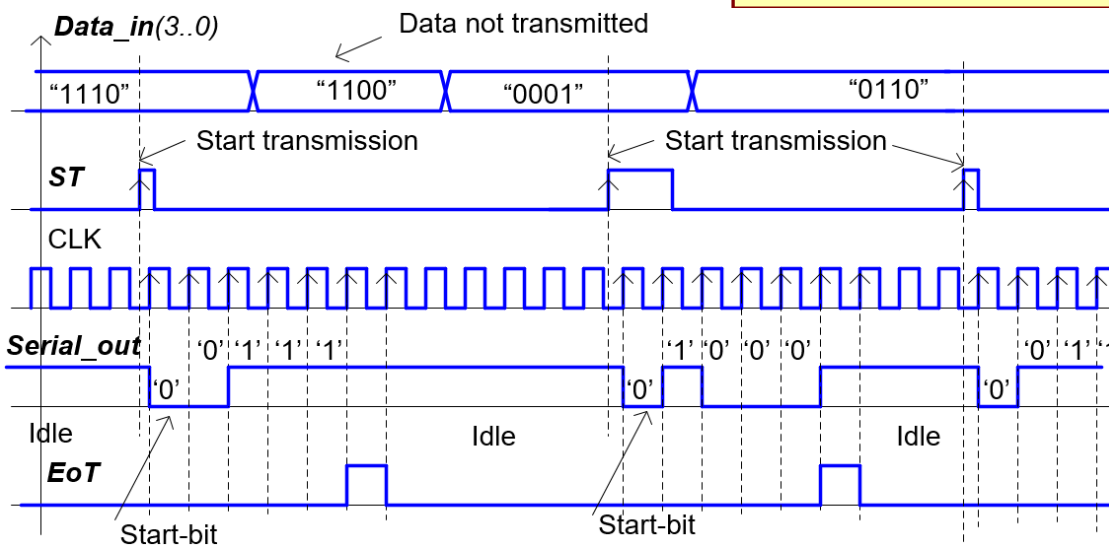 Data_in(3..0)
Data not transmitted
“1110” “1100” “0001” “0110”
Start transmission Start transmission
ST
CLK
Serial_out ‘0’ ‘1’ ‘1’ ‘1’ ‘1’ ‘0’ ‘0’ ‘0’ ‘0’ ‘1’
‘0’ ‘0’ ‘0’
Idle Idle Idle
EoT
Start-bit Start-bit